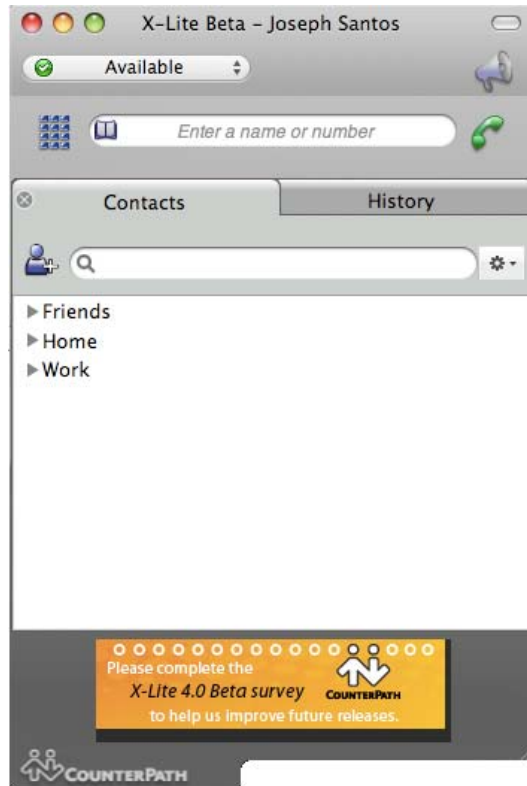 X-Lite Beta – Joseph Santos
Available
Enter a name or number
Contacts
History
Friends
Home
Work
Please complete the
X-Lite 4.0 Beta survey
COUNTERPATH
to help us improve future releases.
COUNTERPATH